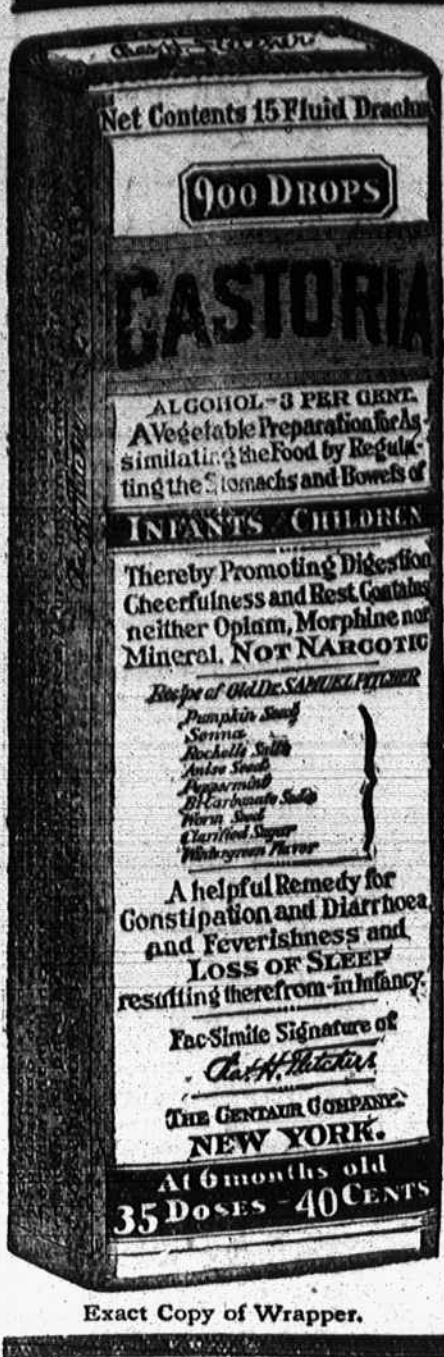 Chas. H. Fletcher
Net Contents 15 Fluid Drachm
900 DROPS
CASTORIA
ALCOHOL-3 PER CENT.
A Vegetable Preparation for As-
similating the Food by Regula-
ting the Stomachs and Bowels of
INFANTS CHILDREN
Thereby Promoting Digestion
Cheerfulness and Rest. Contains
neither Opium, Morphine nor
Mineral. NOT NARCOTIC
Recipe of Old Dr. SAMUEL PITCHER
Pumpkin Seed
Senna
Rochelle Salts
Anise Seed
Peppermint
Bi Carbonate Soda
Worm Seed
Clarified Sugar
Wintergreen Flavor
A helpful Remedy for
Constipation and Diarrhoea,
and Feverishness and
LOSS OF SLEEP
resulting therefrom-in Infancy.
Fac-Simile Signature of
Chas. H. Fletcher.
THE CENTAUR COMPANY.
NEW YORK.
At 6 months old
35 DOSES - 40 CENTS
Exact Copy of Wrapper.